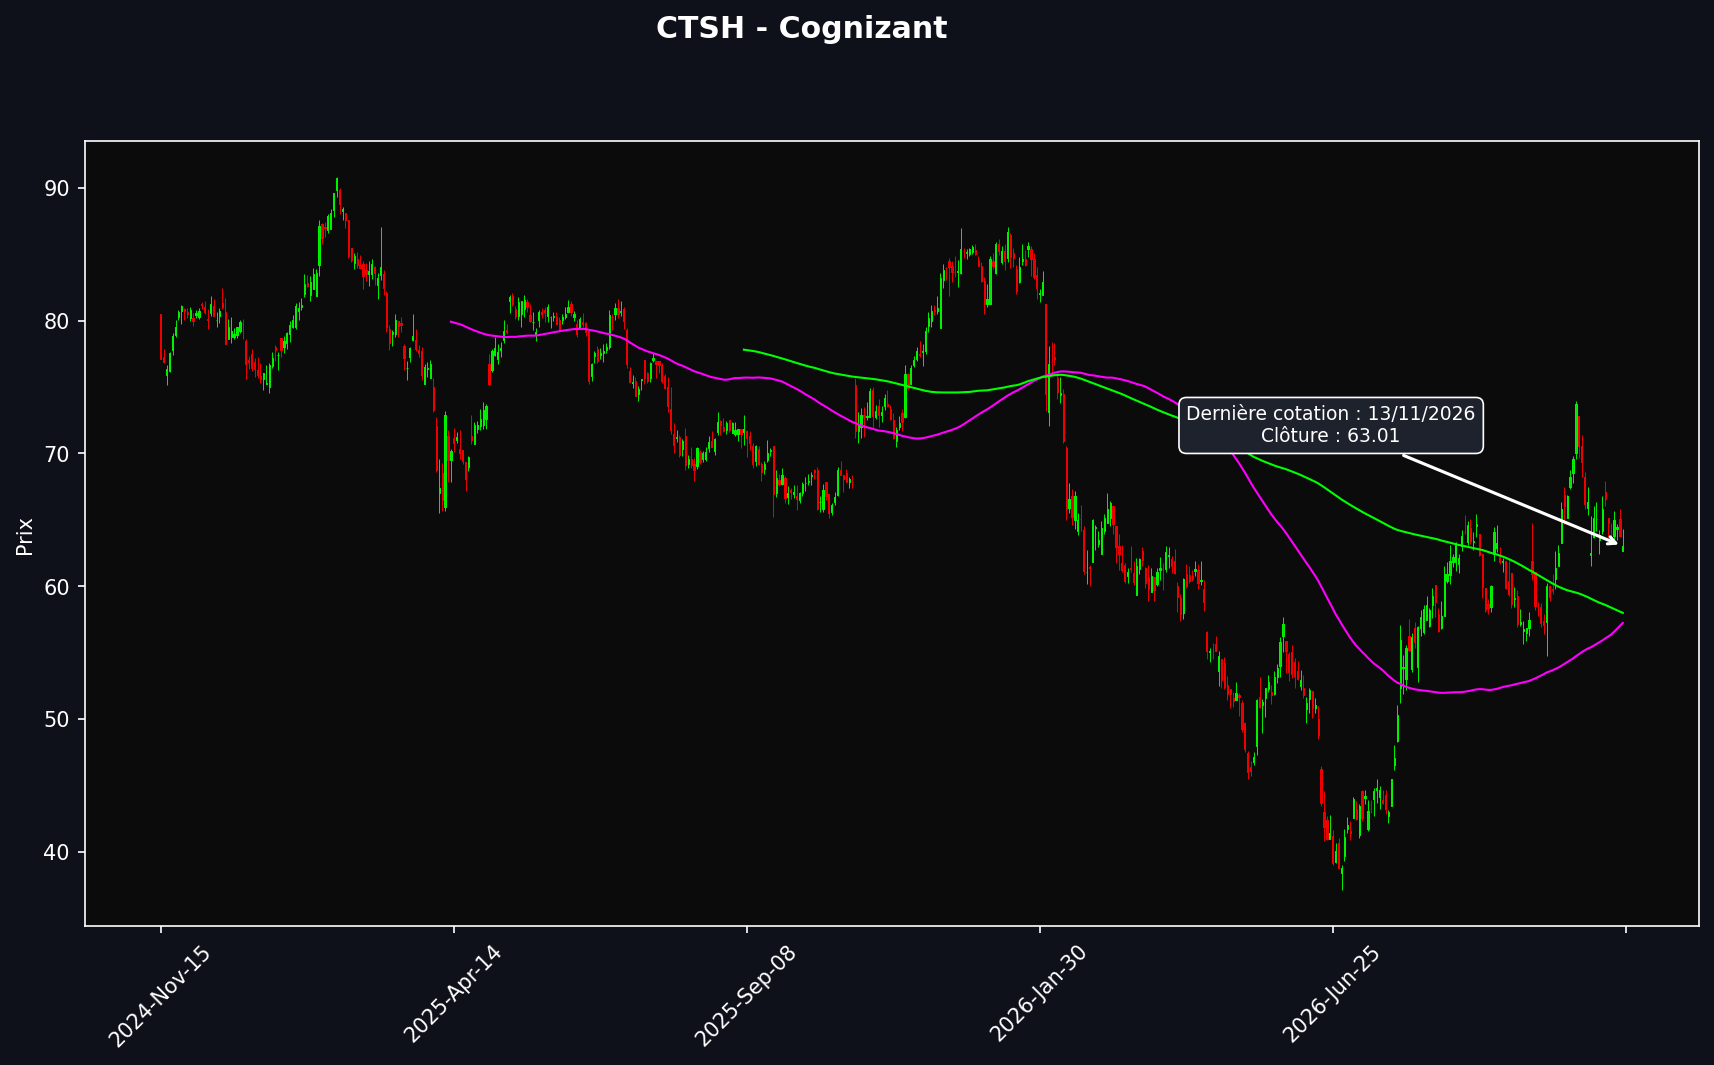 CTSH - Cognizant
Prix
90
80
70
60
50
40
Dernière cotation : 13/11/2026
Clôture : 63.01
2024-Nov-15
2025-Apr-14
2025-Sep-08
2026-Jan-30
2026-Jun-25